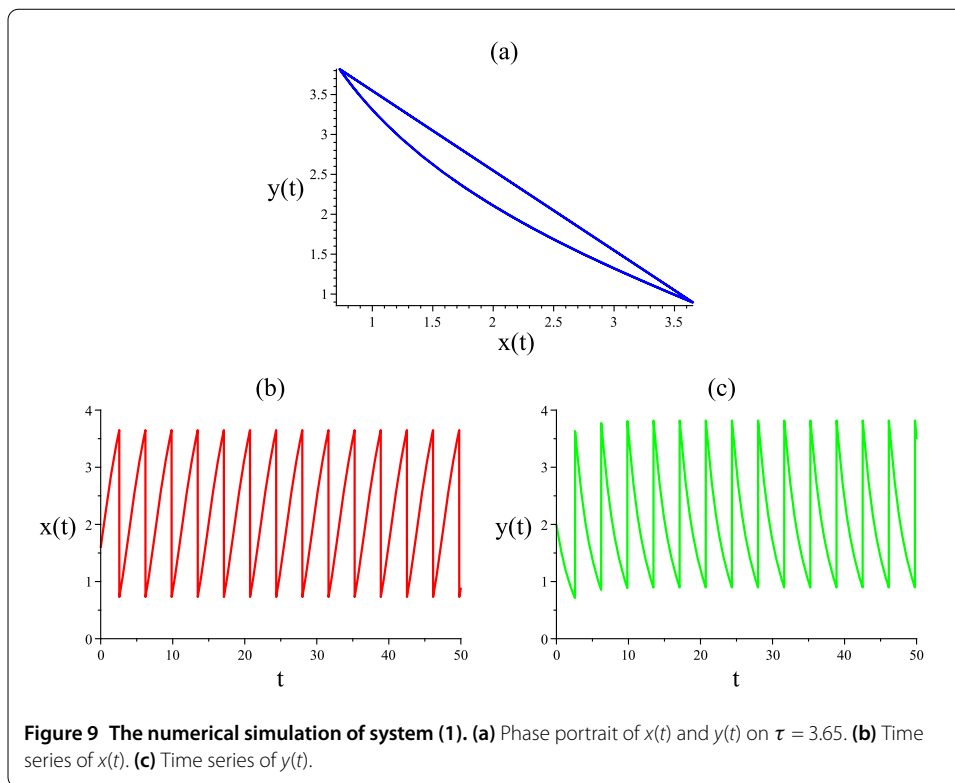 (a)
3.5
3
y(t) 2.5
2
1.5
1
1 1.5 2 2.5 3 3.5
x(t)
(b)
4
3
x(t) 2
1
0
0 10 20 30 40 50
t
(c)
4
3
y(t) 2
1
0
0 10 20 30 40 50
t
Figure 9 The numerical simulation of system (1). (a) Phase portrait of x(t) and y(t) on τ = 3.65. (b) Time
series of x(t). (c) Time series of y(t).